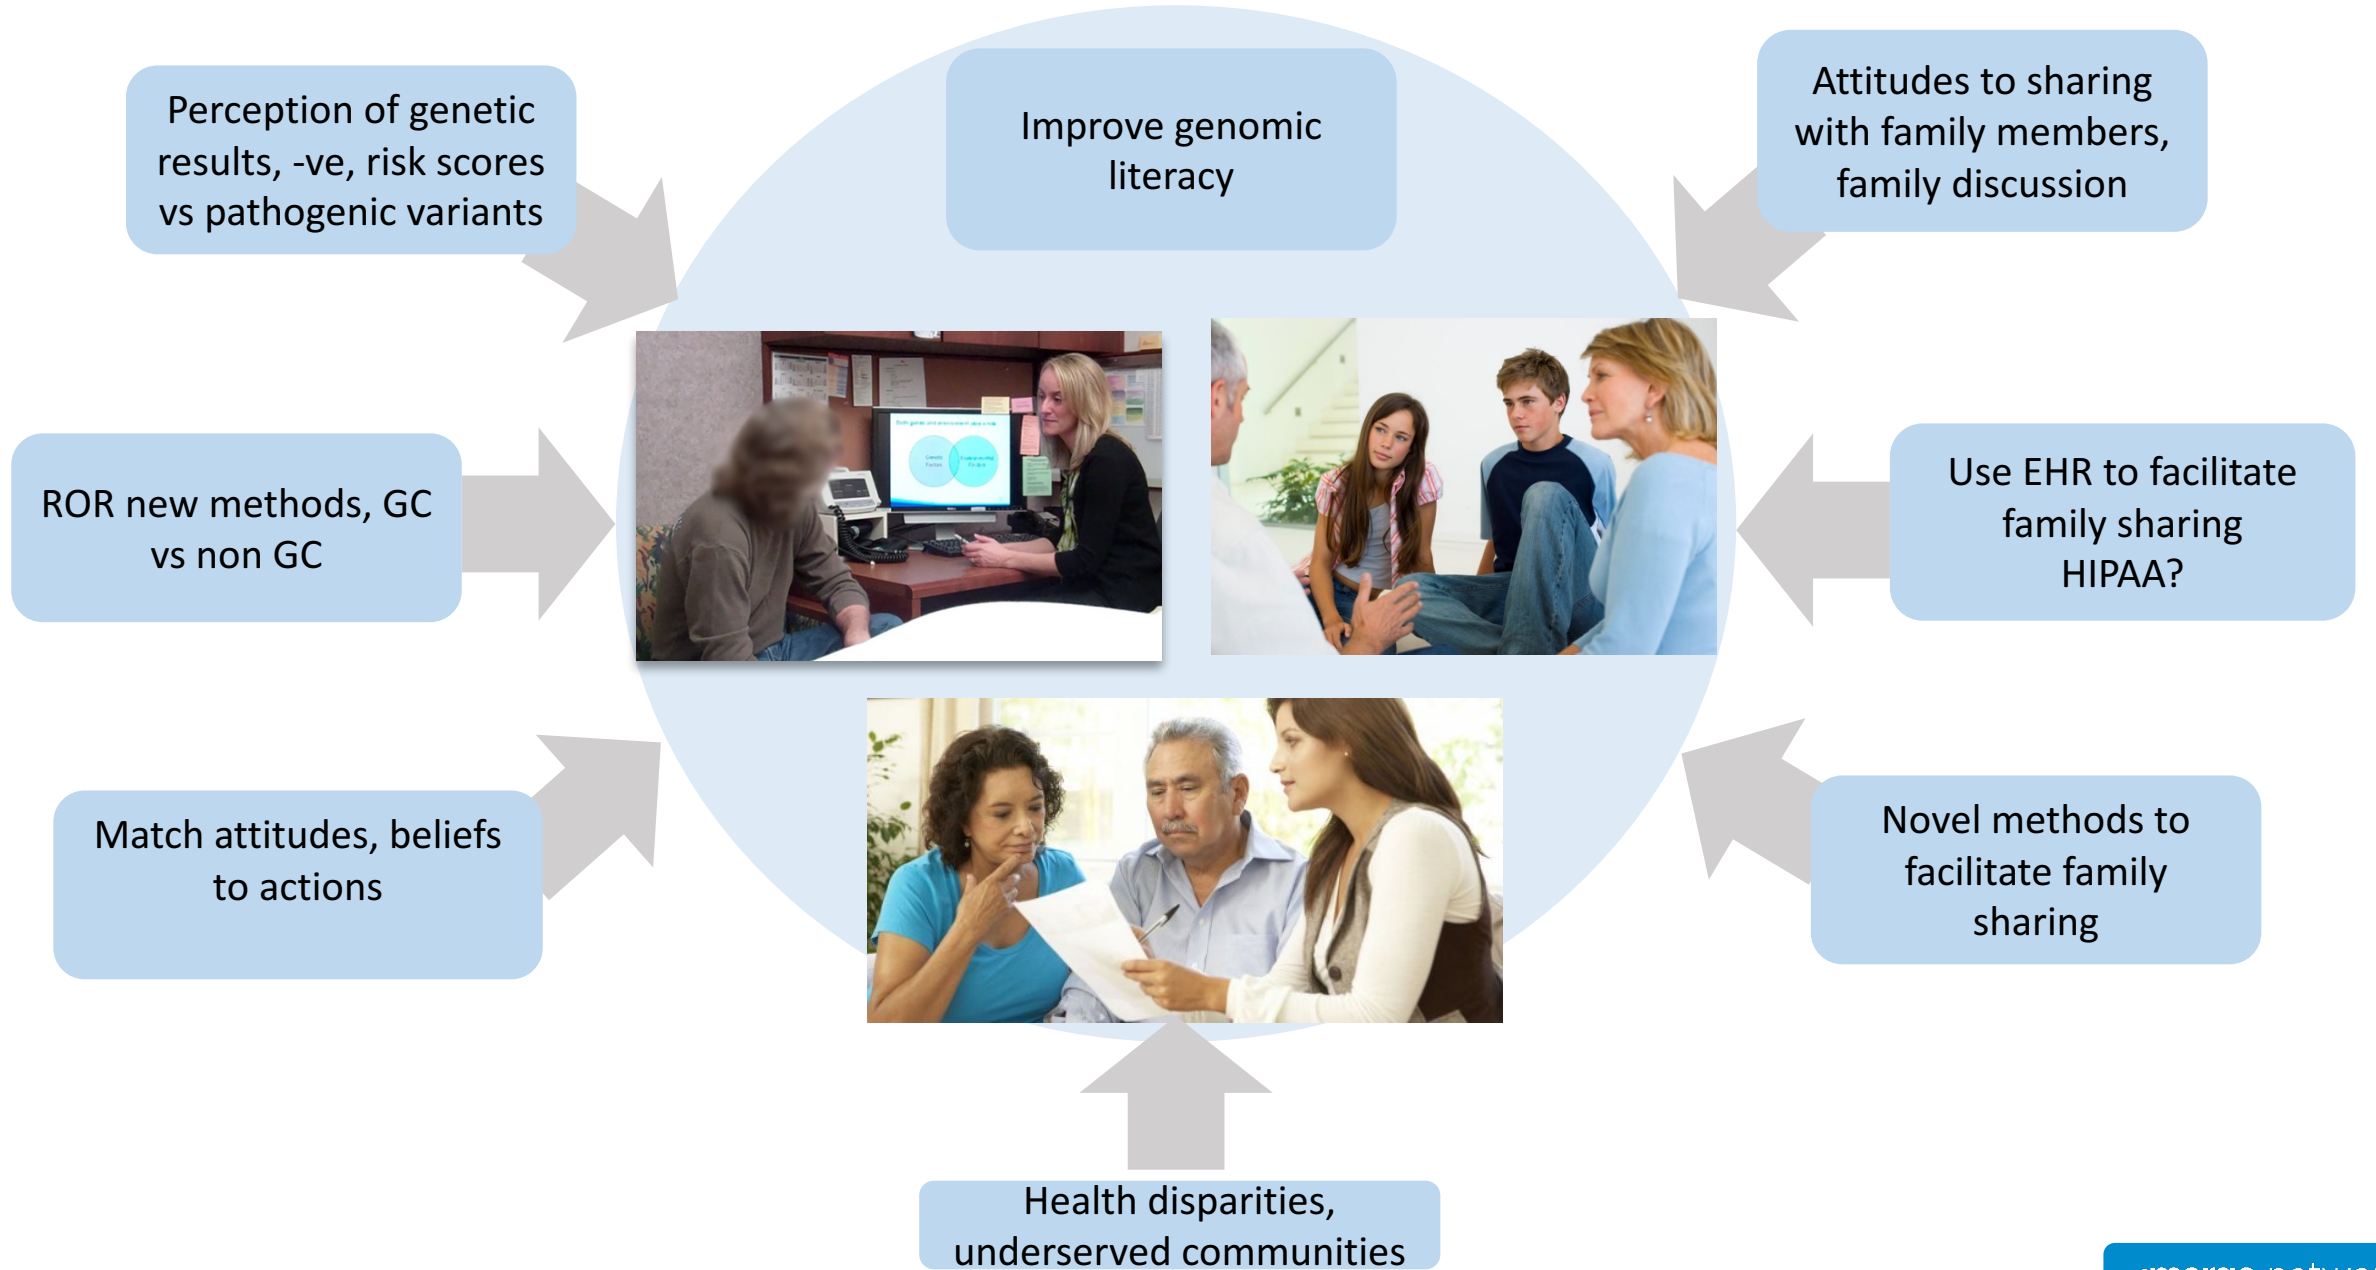 Perception of genetic
results, -ve, risk scores
vs pathogenic variants
Improve genomic
literacy
Attitudes to sharing
with family members,
family discussion
ROR new methods, GC
vs non GC
Genetic
Factors
Use EHR to facilitate
family sharing
HIPAA?
Match attitudes, beliefs
to actions
Novel methods to
facilitate family
sharing
Health disparities,
underserved communities